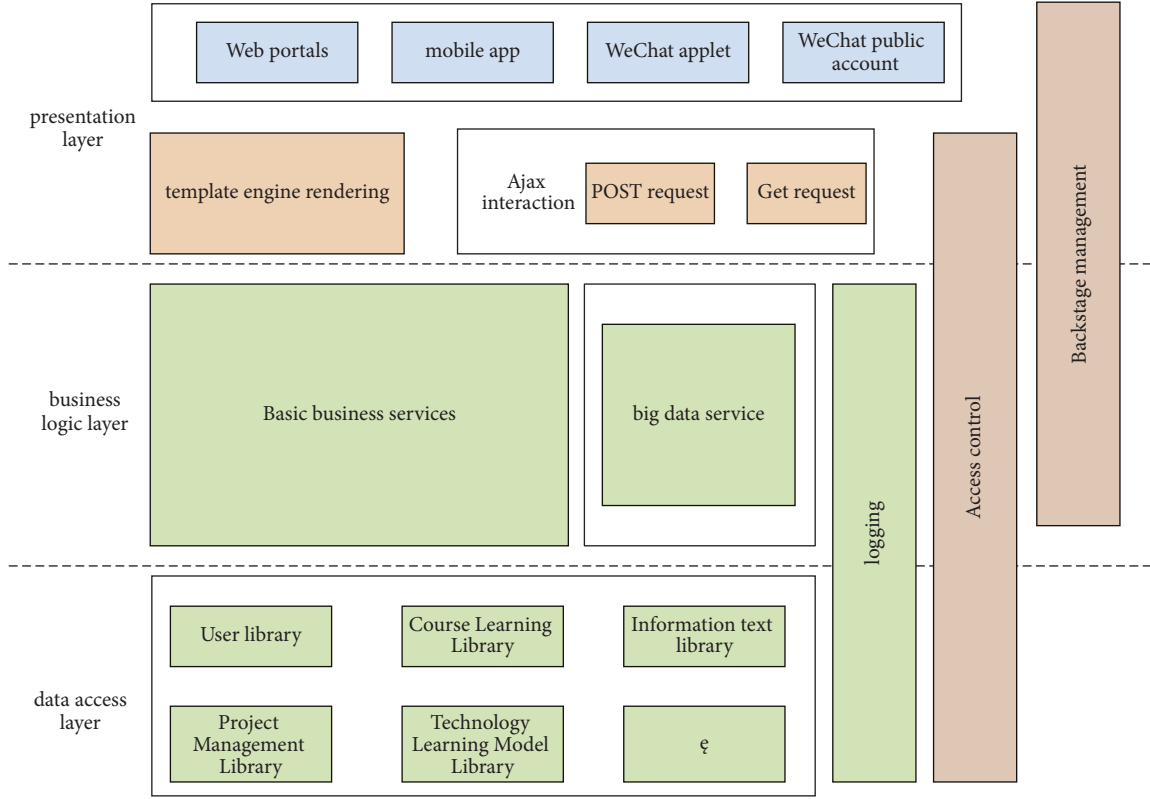 Web portals
mobile app
WeChat applet
WeChat public
account
presentation
layer
template engine rendering
Ajax
interaction
POST request
Get request
Backstage management
business
logic layer
Basic business services
big data service
logging
Access control
data access
layer
User library
Course Learning
Library
Information text
library
Project
Management
Library
Technology
Learning Model
Library
ę